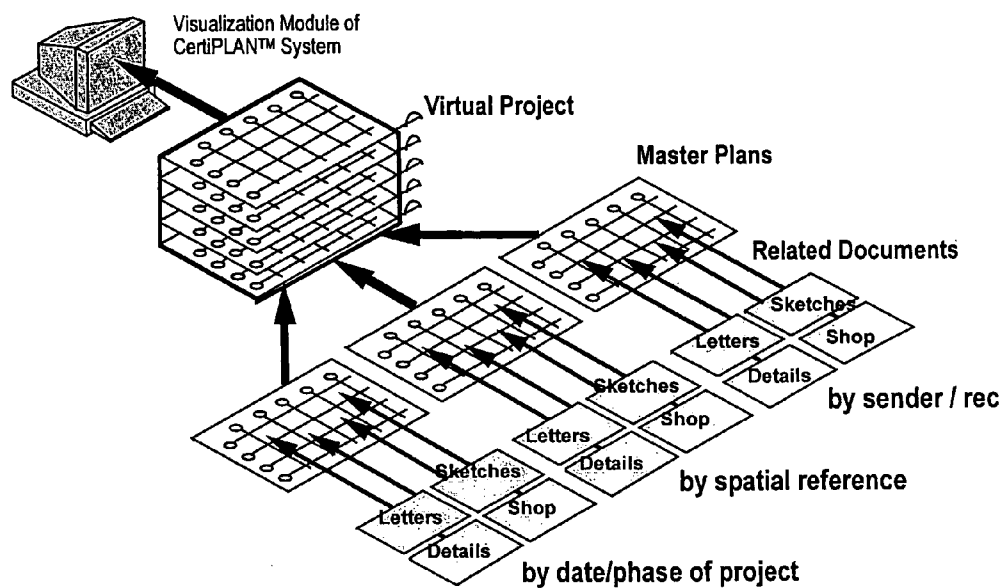 Visualization Module of
CertiPLAN™ System
Virtual Project
Master Plans
Related Documents
Sketches
Letters
Shop
Details
by sender / rec
Sketches
Letters
Shop
Details
by spatial reference
Sketches
Letters
Shop
Details
by date/phase of project